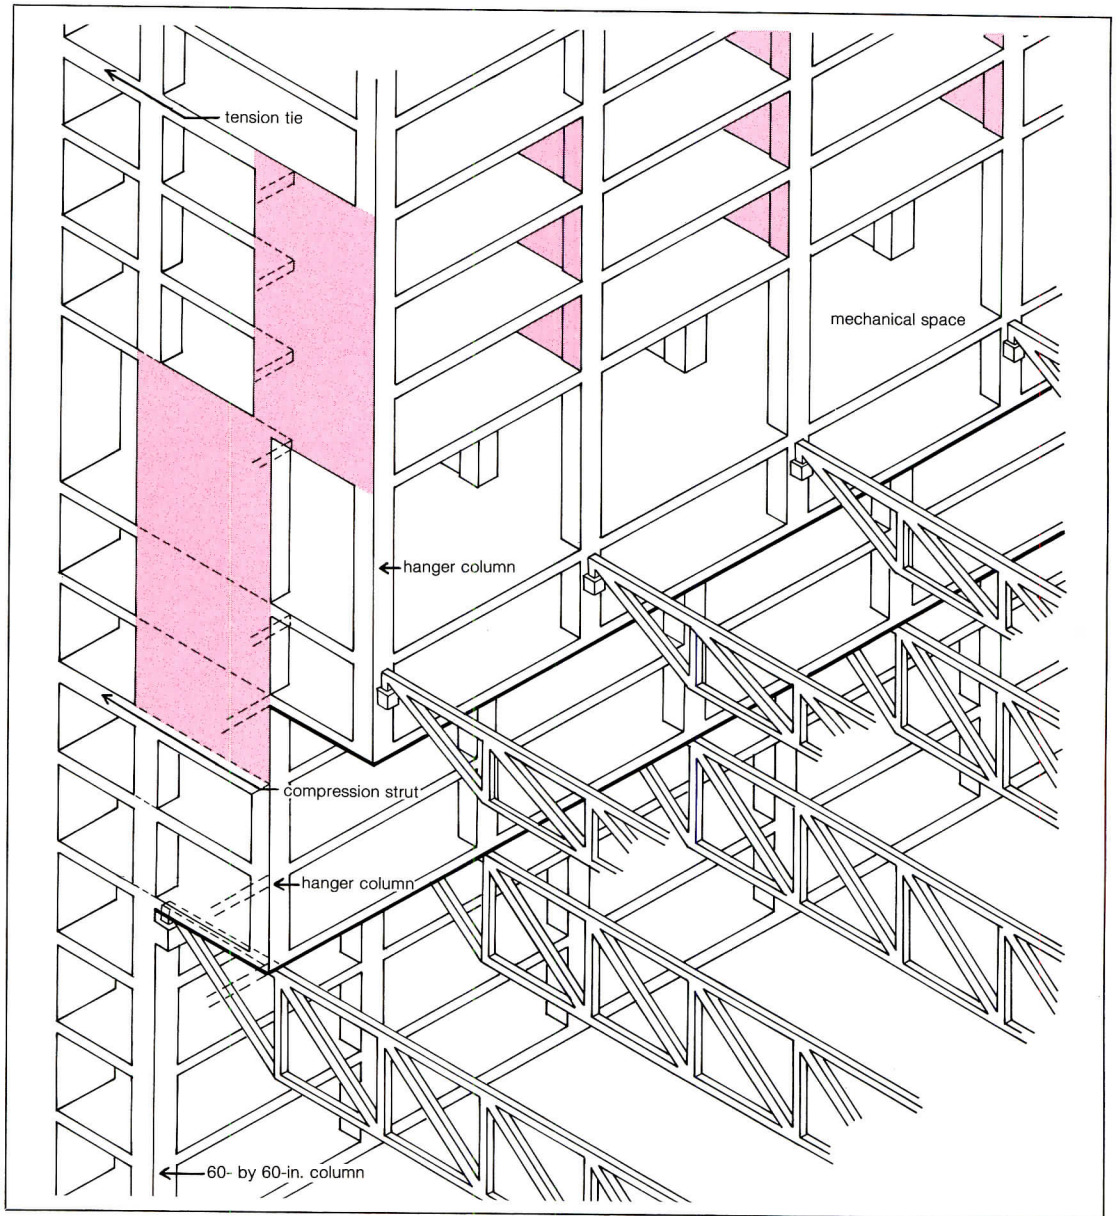 tension tie
mechanical space
hanger column
compression strut
hanger column
60- by 60-in. column